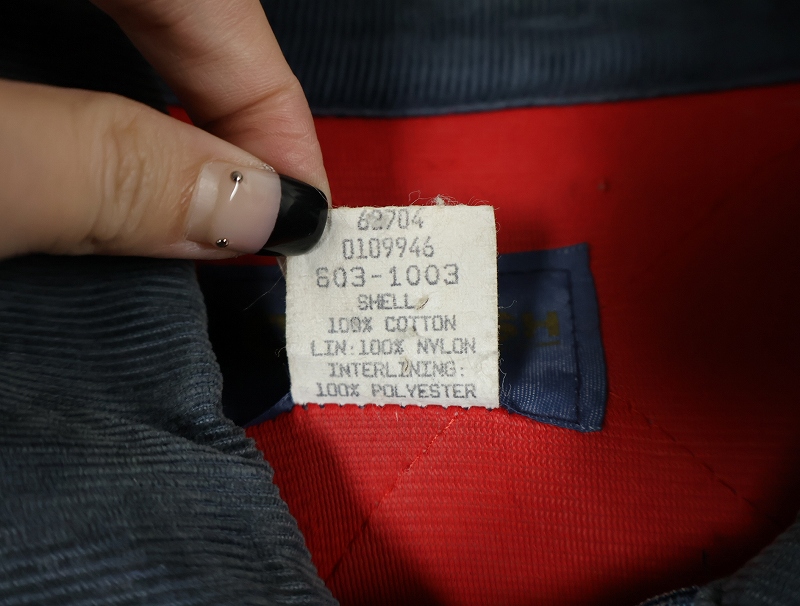 62704
0109946
603-1003
SHELL
100% COTTON
LIN:100% NYLON
INTERLINING:
100% POLYESTER